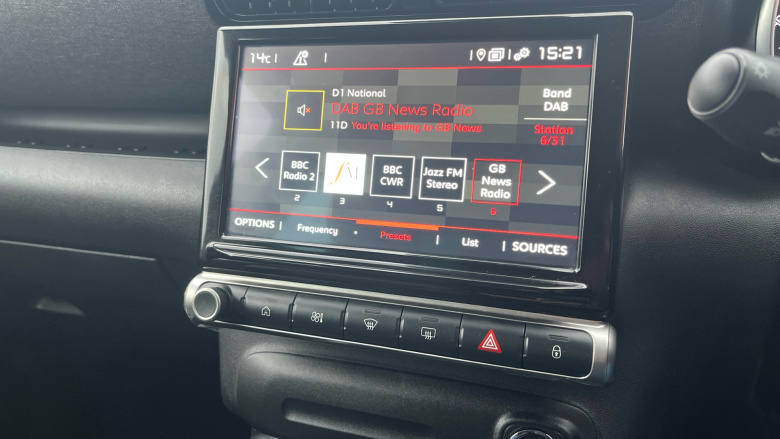 14°C
15:21
D1 National
DAB GB News Radio
11D You're listening to GB News
Band
DAB
Station
6/31
BBC
Radio 2
fM
BBC
CWR
Jazz FM
Stereo
GB
News
Radio
2
3
4
5
6
OPTIONS
Frequency
Presets
List
SOURCES